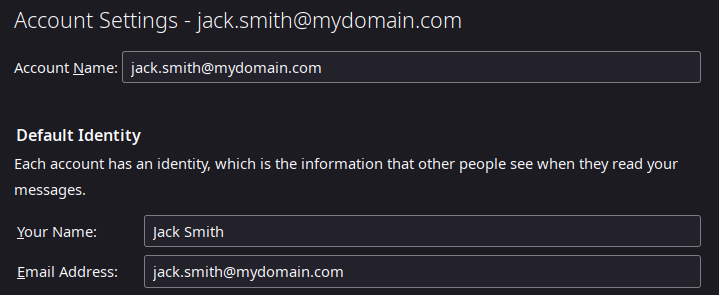 Account Settings - jack.smith@mydomain.com
Account Name: jack.smith@mydomain.com
Default Identity
Each account has an identity, which is the information that other people see when they read your
messages.
Your Name: Jack Smith
Email Address: jack.smith@mydomain.com